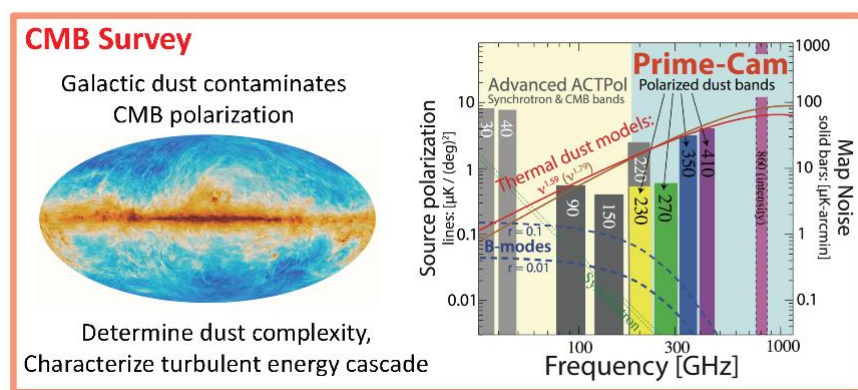 CMB Survey
Galactic dust contaminates
CMB polarization
Determine dust complexity,
Characterize turbulent energy cascade
Source polarization
lines: [μK/(deg)²]
10
1
0.1
0.01
Advanced ACTPol
Synchrotron & CMB bands
Prime-Cam
Polarized dust bands
Thermal dust models:
ν^1.59 (ν^1.79)
30
40
90
150
220
230
270
350
410
860 (intensity)
r = 0.1
B-modes
r = 0.01
Synchrotron
1000
100
10
1
0.1
Map Noise
solid bars: [μK-arcmin]
100
300
1000
Frequency [GHz]